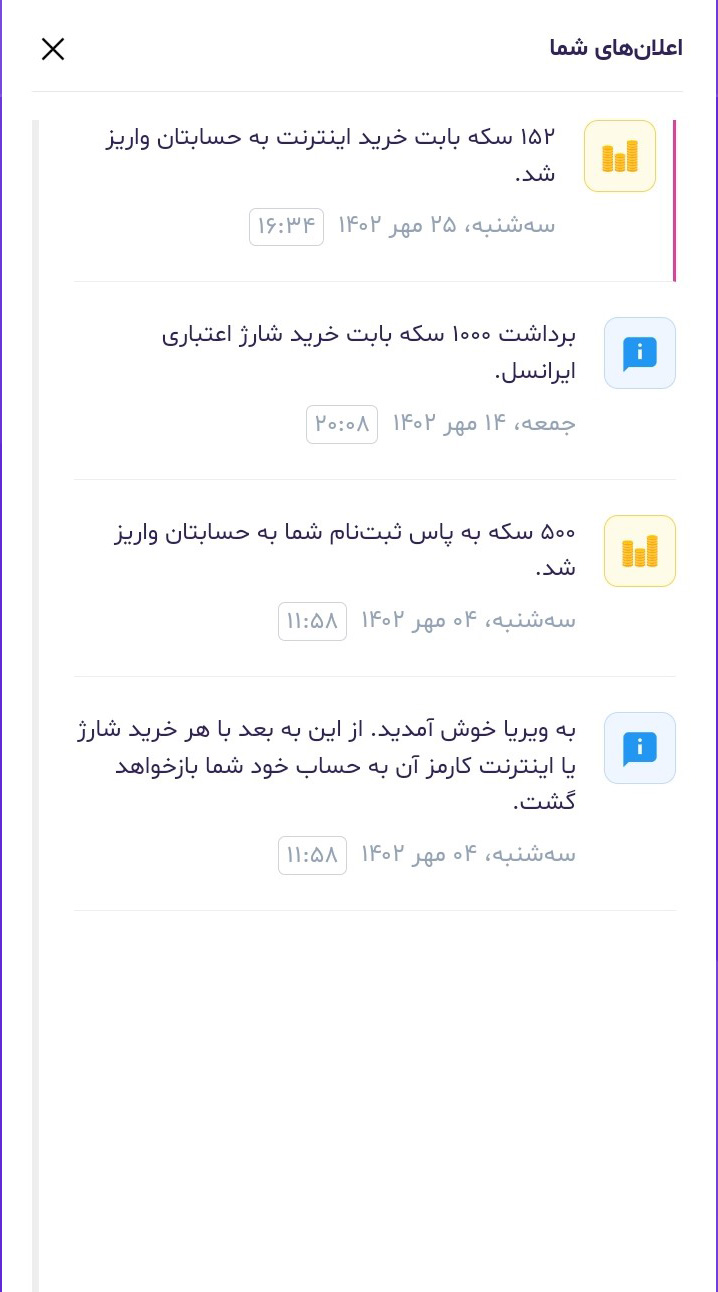 اعلان‌های شما
۱۵۲ سکه بابت خرید اینترنت به حسابتان واریز
شد.
سه‌شنبه، ۲۵ مهر ۱۴۰۲ ۱۶:۳۴
برداشت ۱۰۰۰ سکه بابت خرید شارژ اعتباری
ایرانسل.
جمعه، ۱۴ مهر ۱۴۰۲ ۲۰:۰۸
۵۰۰ سکه به پاس ثبت‌نام شما به حسابتان واریز
شد.
سه‌شنبه، ۰۴ مهر ۱۴۰۲ ۱۱:۵۸
به ویریا خوش آمدید. از این به بعد با هر خرید شارژ
یا اینترنت کارمز آن به حساب خود شما بازخواهد
گشت.
سه‌شنبه، ۰۴ مهر ۱۴۰۲ ۱۱:۵۸